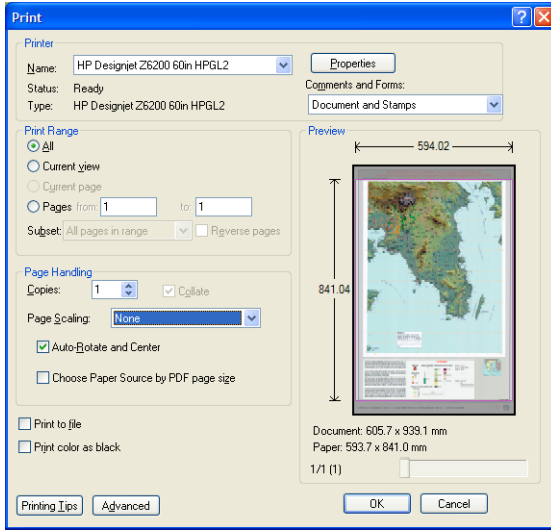 Print
Printer
Name: HP Designjet Z6200 60in HPGL2 Properties
Status: Ready Comments and Forms:
Type: HP Designjet Z6200 60in HPGL2 Document and Stamps
Print Range
All
Current view
Current page
Pages from: 1 to: 1
Subset: All pages in range Reverse pages
Page Handling
Copies: 1 Collate
Page Scaling: None
Auto-Rotate and Center
Choose Paper Source by PDF page size
Print to file
Print color as black
Preview
594.02
841.04
Document: 605.7 x 939.1 mm
Paper: 593.7 x 841.0 mm
1/1 (1)
Printing Tips Advanced OK Cancel